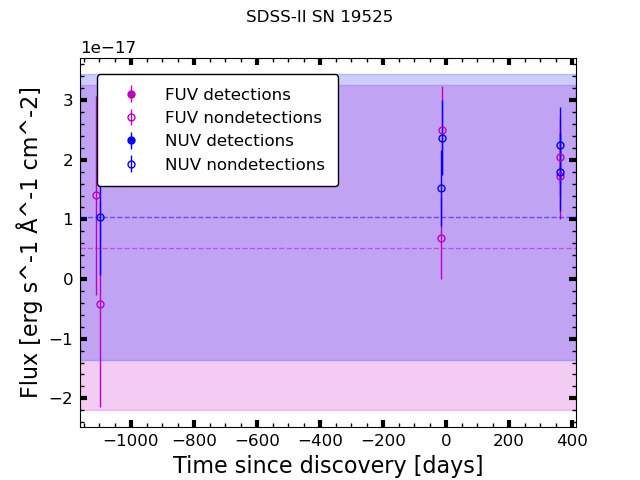 SDSS-II SN 19525
1e−17
FUV detections
FUV nondetections
NUV detections
NUV nondetections
3
2
1
0
−1
−2
Flux [erg s^-1 Å^-1 cm^-2]
−1000 −800 −600 −400 −200 0 200 400
Time since discovery [days]